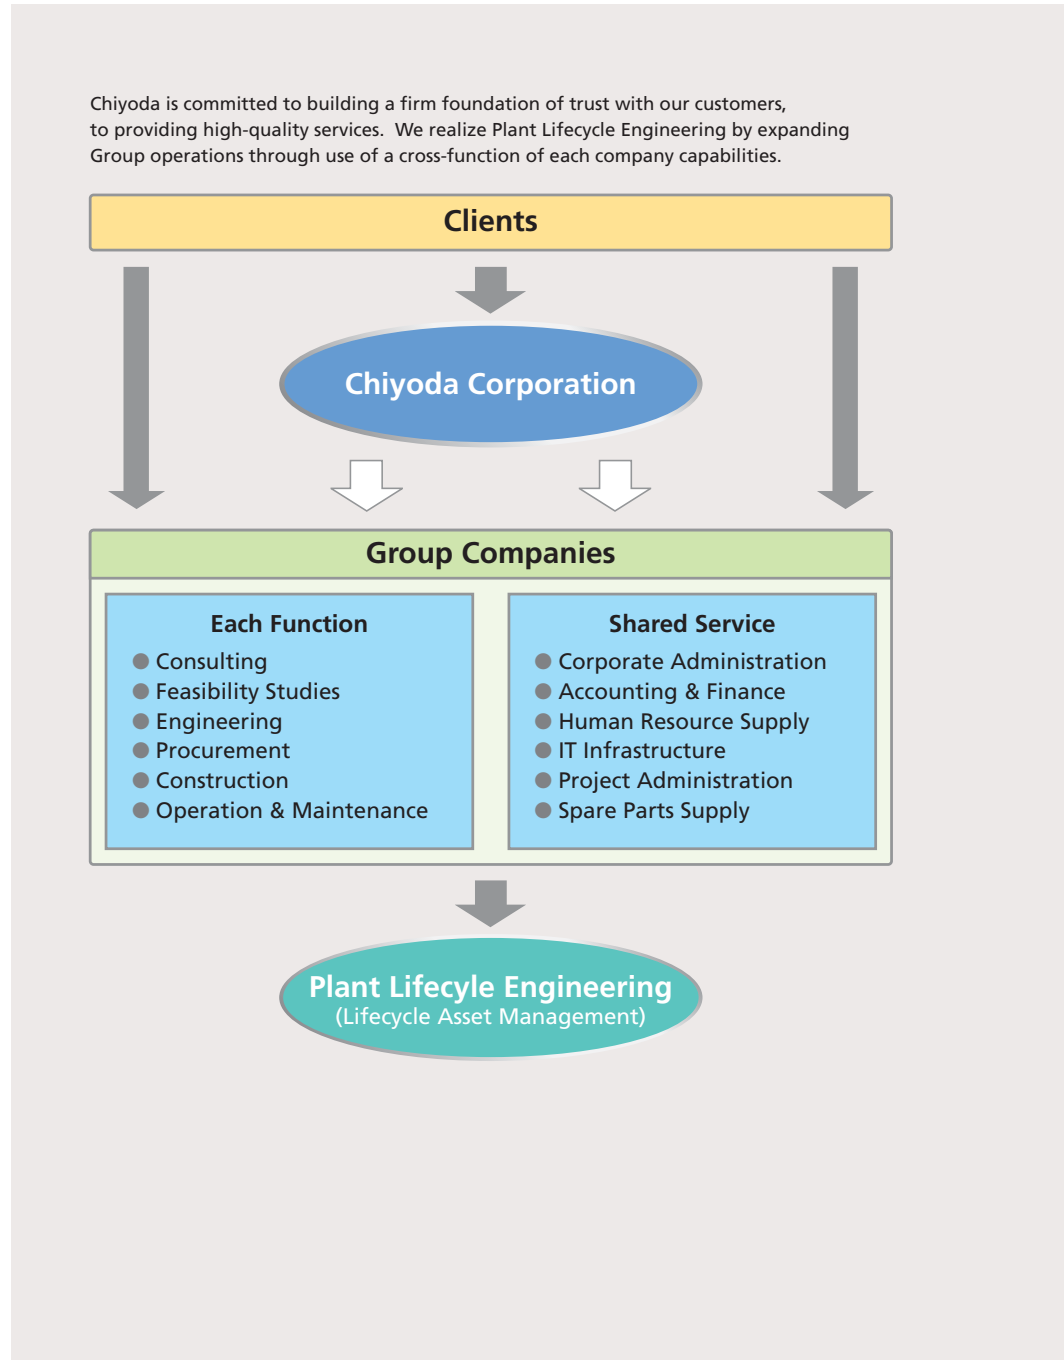 Chiyoda is committed to building a firm foundation of trust with our customers,
to providing high-quality services. We realize Plant Lifecycle Engineering by expanding
Group operations through use of a cross-function of each company capabilities.
Clients
Chiyoda Corporation
Group Companies
Each Function
● Consulting
● Feasibility Studies
● Engineering
● Procurement
● Construction
● Operation & Maintenance
Shared Service
● Corporate Administration
● Accounting & Finance
● Human Resource Supply
● IT Infrastructure
● Project Administration
● Spare Parts Supply
Plant Lifecyle Engineering
(Lifecycle Asset Management)